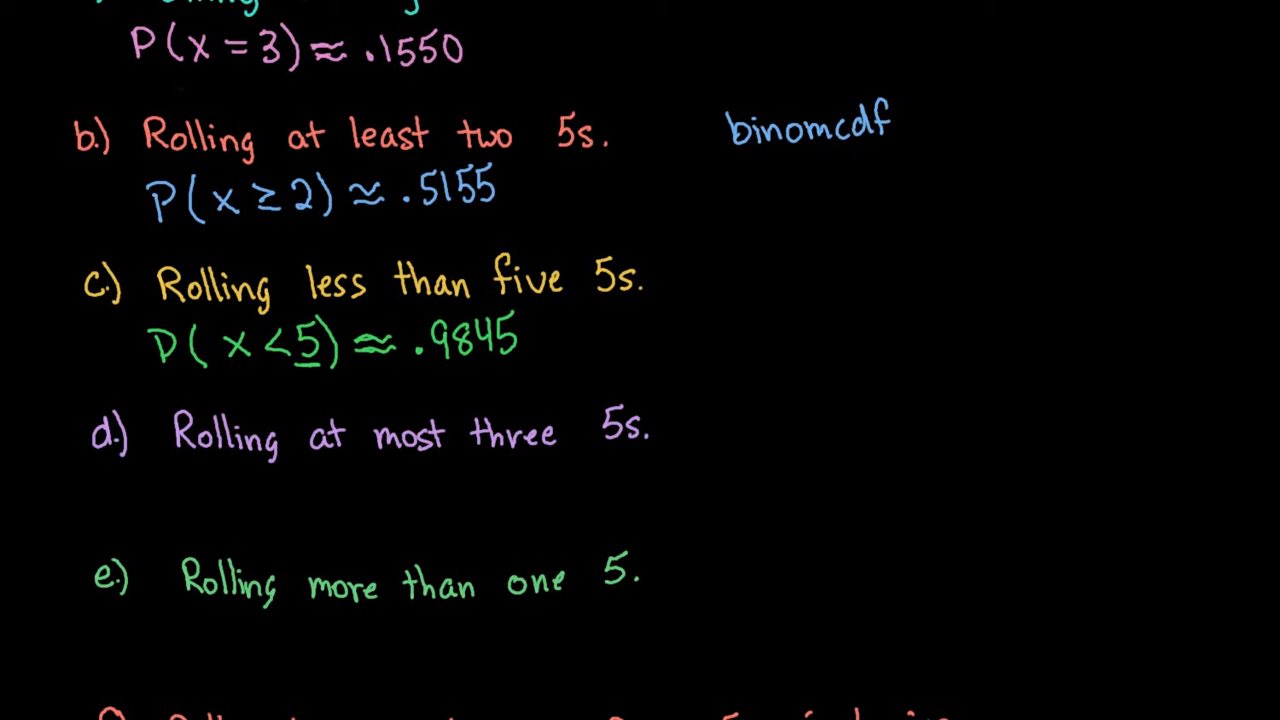 P(x = 3) ≈ .1550
b.) Rolling at least two 5s. binomcdf
P(x ≥ 2) ≈ .5155
c.) Rolling less than five 5s.
P(x < 5) ≈ .9845
d.) Rolling at most three 5s.
e.) Rolling more than one 5.